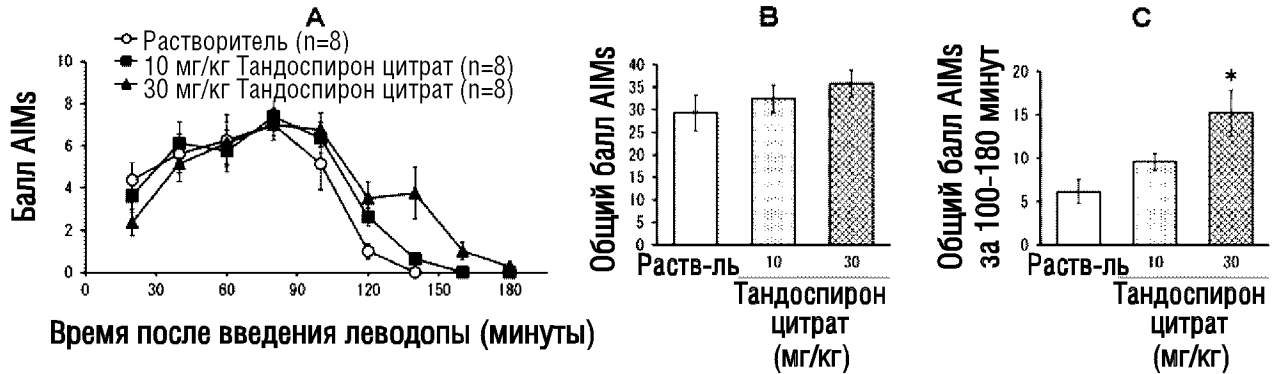 A
Растворитель (n=8)
10 мг/кг Тандоспирон цитрат (n=8)
30 мг/кг Тандоспирон цитрат (n=8)
Балл AIMs
10
8
6
4
2
0
0 30 60 90 100 120 150 180
Время после введения леводопы (минуты)
B
Общий балл AIMs
40
35
30
25
20
15
10
5
0
Раств-ль 10 30
Тандоспирон
цитрат
(мг/кг)
C
Общий балл AIMs
за 100-180 минут
20
15
10
5
0
*
Раств-ль 10 30
Тандоспирон
цитрат
(мг/кг)